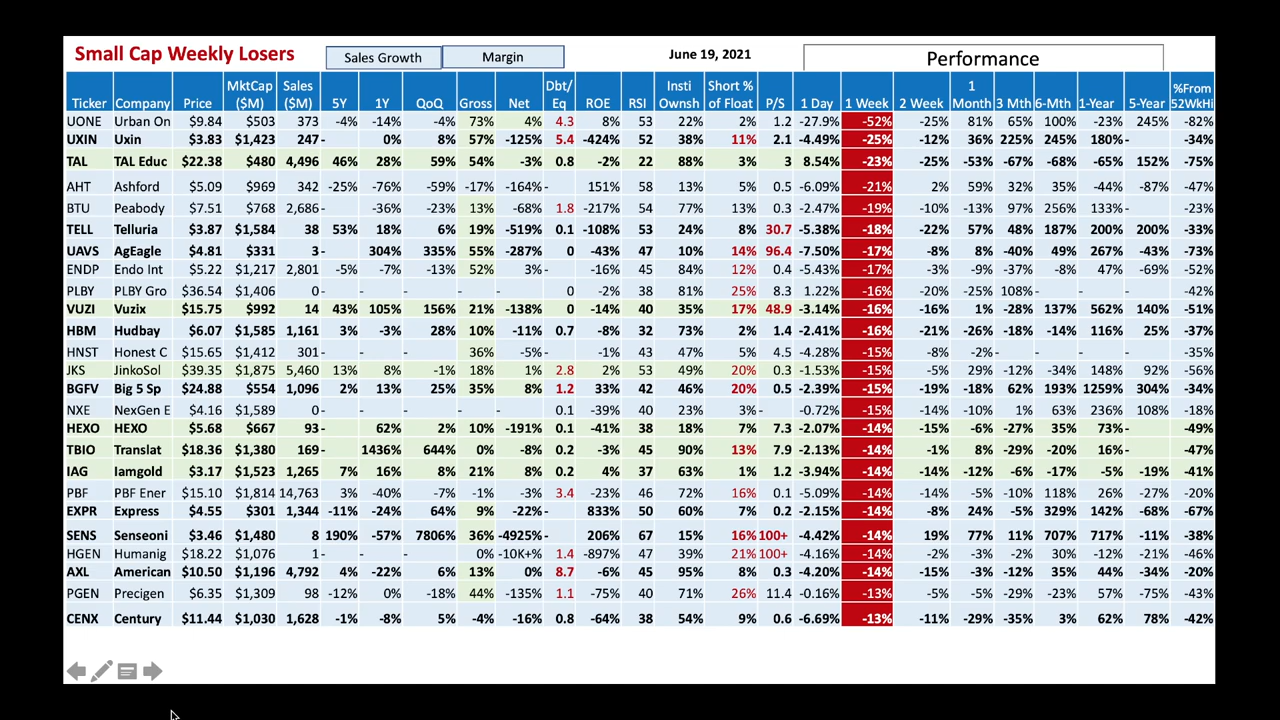 Small Cap Weekly Losers
Sales Growth
Margin
June 19, 2021
Performance
Ticker Company Price MktCap ($M) Sales ($M) 5Y 1Y QoQ Gross Net Dbt/ Eq ROE RSI Insti Ownsh Short % of Float P/S 1 Day 1 Week 2 Week 1 Month 3 Mth 6-Mth 1-Year 5-Year %From 52WkHi
UONE Urban On $9.84 $503 373 -4% -14% -4% 73% 4% 4.3 8% 53 22% 2% 1.2 -27.9% -52% -25% 81% 65% 100% -23% 245% -82%
UXIN Uxin $3.83 $1,423 247 - 0% 8% 57% -125% 5.4 -424% 52 38% 11% 2.1 -4.49% -25% -12% 36% 225% 245% 180% - -34%
TAL TAL Educ $22.38 $480 4,496 46% 28% 59% 54% -3% 0.8 -2% 22 88% 3% 3 8.54% -23% -25% -53% -67% -68% -65% 152% -75%
AHT Ashford $5.09 $969 342 -25% -76% -59% -17% -164% - 151% 58 13% 5% 0.5 -6.09% -21% 2% 59% 32% 35% -44% -87% -47%
BTU Peabody $7.51 $768 2,686 - -36% -23% 13% -68% 1.8 -217% 54 77% 13% 0.3 -2.47% -19% -10% -13% 97% 256% 133% - -23%
TELL Telluria $3.87 $1,584 38 53% 18% 6% 19% -519% 0.1 -108% 53 24% 8% 30.7 -5.38% -18% -22% 57% 48% 187% 200% 200% -33%
UAVS AgEagle $4.81 $331 3 - 304% 335% 55% -287% 0 -43% 47 10% 14% 96.4 -7.50% -17% -8% 8% -40% 49% 267% -43% -73%
ENDP Endo Int $5.22 $1,217 2,801 -5% -7% -13% 52% 3% - -16% 45 84% 12% 0.4 -5.43% -17% -3% -9% -37% -8% 47% -69% -52%
PLBY PLBY Gro $36.54 $1,406 0 - - - - - 0 -2% 38 81% 25% 8.3 1.22% -16% -20% -25% 108% - - - -42%
VUZI Vuzix $15.75 $992 14 43% 105% 156% 21% -138% 0 -14% 40 35% 17% 48.9 -3.14% -16% -16% 1% -28% 137% 562% 140% -51%
HBM Hudbay $6.07 $1,585 1,161 3% -3% 28% 10% -11% 0.7 -8% 32 73% 2% 1.4 -2.41% -16% -21% -26% -18% -14% 116% 25% -37%
HNST Honest C $15.65 $1,412 301 - - - 36% -5% - -1% 43 47% 5% 4.5 -4.28% -15% -8% -2% - - - - -35%
JKS JinkoSol $39.35 $1,875 5,460 13% 8% -1% 18% 1% 2.8 2% 53 49% 20% 0.3 -1.53% -15% -5% 29% -12% -34% 148% 92% -56%
BGFV Big 5 Sp $24.88 $554 1,096 2% 13% 25% 35% 8% 1.2 33% 42 46% 20% 0.5 -2.39% -15% -19% -18% 62% 193% 1259% 304% -34%
NXE NexGen E $4.16 $1,589 0 - - - - - 0.1 -39% 40 23% 3% - -0.72% -15% -14% -10% 1% 63% 236% 108% -18%
HEXO HEXO $5.68 $667 93 - 62% 2% 10% -191% 0.1 -41% 38 18% 7% 7.3 -2.07% -14% -15% -6% -27% 35% 73% - -49%
TBIO Translat $18.36 $1,380 169 - 1436% 644% 0% -8% 0.2 -3% 45 90% 13% 7.9 -2.13% -14% -1% 8% -29% -20% 16% - -47%
IAG Iamgold $3.17 $1,523 1,265 7% 16% 8% 21% 8% 0.2 4% 37 63% 1% 1.2 -3.94% -14% -14% -12% -6% -17% -5% -19% -41%
PBF PBF Ener $15.10 $1,814 14,763 3% -40% -7% -1% -3% 3.4 -23% 46 72% 16% 0.1 -5.09% -14% -14% -5% -10% 118% 26% -27% -20%
EXPR Express $4.55 $301 1,344 -11% -24% 64% 9% -22% - 833% 50 60% 7% 0.2 -2.15% -14% -8% 24% -5% 329% 142% -68% -67%
SENS Senseoni $3.46 $1,480 8 190% -57% 7806% 36% -4925% - 206% 67 15% 16% 100+ -4.42% -14% 19% 77% 11% 707% 717% -11% -38%
HGEN Humanig $18.22 $1,076 1 - - - 0% -10K+% 1.4 -897% 47 39% 21% 100+ -4.16% -14% -2% -3% -2% 30% -12% -21% -46%
AXL American $10.50 $1,196 4,792 4% -22% 6% 13% 0% 8.7 -6% 45 95% 8% 0.3 -4.20% -14% -15% -3% -12% 35% 44% -34% -20%
PGEN Precigen $6.35 $1,309 98 -12% 0% -18% 44% -135% 1.1 -75% 40 71% 26% 11.4 -0.16% -13% -5% -5% -29% -23% 57% -75% -43%
CENX Century $11.44 $1,030 1,628 -1% -8% 5% -4% -16% 0.8 -64% 38 54% 9% 0.6 -6.69% -13% -11% -29% -35% 3% 62% 78% -42%